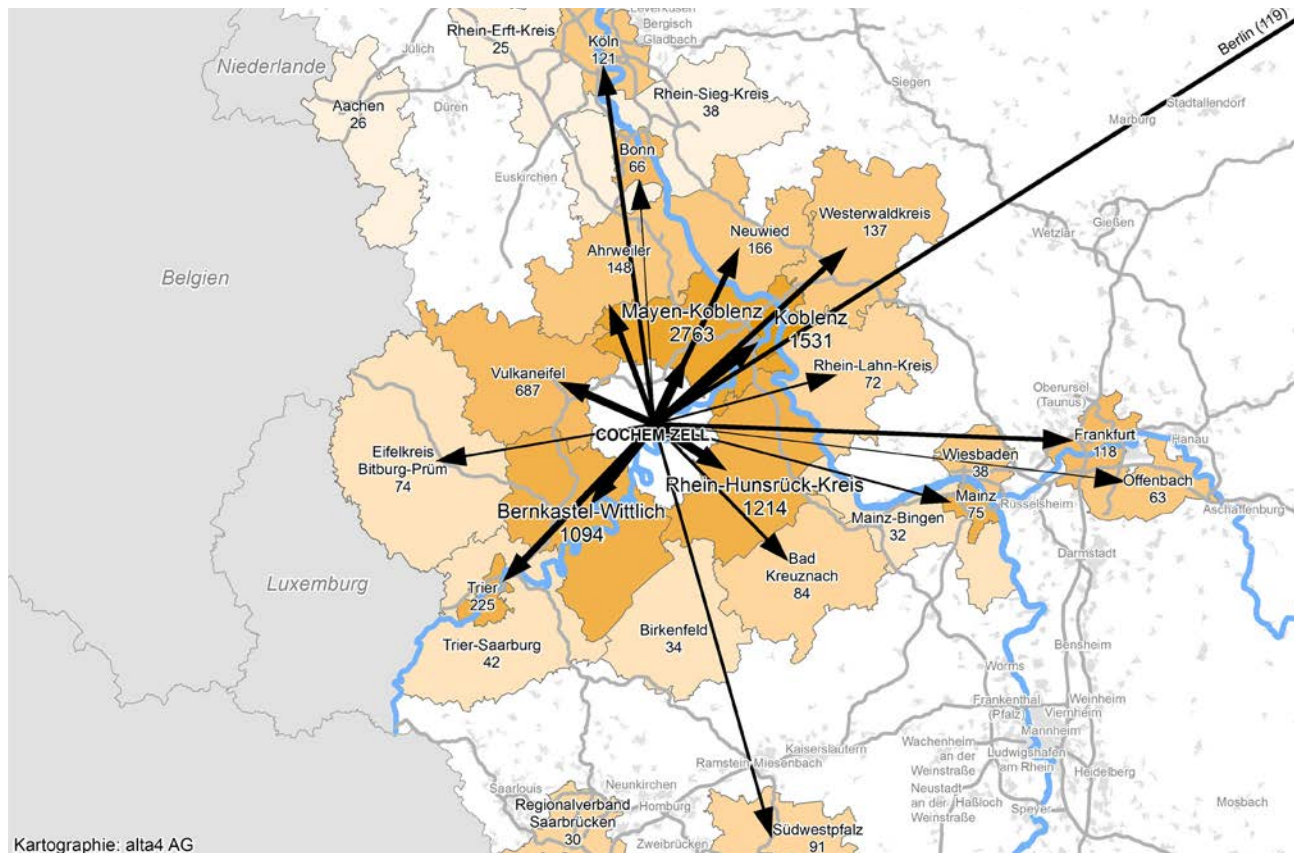 Leverkusen
Bergisch
Gladbach
Rhein-Erft-Kreis
25
Köln
121
Jülich
Niederlande
Berlin (119)
Siegen
Aachen
26
Düren
Rhein-Sieg-Kreis
38
Stadtallendorf
Marburg
Bonn
66
Euskirchen
Westerwaldkreis
137
Gießen
Wetzlar
Neuwied
166
Ahrweiler
148
Belgien
Mayen-Koblenz
2763
Koblenz
1531
Rhein-Lahn-Kreis
72
Vulkaneifel
687
Oberursel
(Taunus)
COCHEM-ZELL
Frankfurt
118
Hanau
Eifelkreis
Bitburg-Prüm
74
Wiesbaden
38
Offenbach
63
Rhein-Hunsrück-Kreis
1214
Mainz
75
Rüsselsheim
Aschaffenburg
Bernkastel-Wittlich
1094
Mainz-Bingen
32
Darmstadt
Bad
Kreuznach
84
Luxemburg
Trier
225
Birkenfeld
34
Trier-Saarburg
42
Bensheim
Worms
Frankenthal
(Pfalz)
Weinheim
Viernheim
Mannheim
Kaiserslautern
Wachenheim
an der
Weinstraße
Ludwigshafen
am Rhein
Ramstein-Miesenbach
Heidelberg
Saarlouis
Neunkirchen
Neustadt
an der
Weinstraße
Haßloch
Speyer
Mosbach
Regionalverband
Saarbrücken
30
Homburg
Zweibrücken
Südwestpfalz
91
Kartographie: alta4 AG